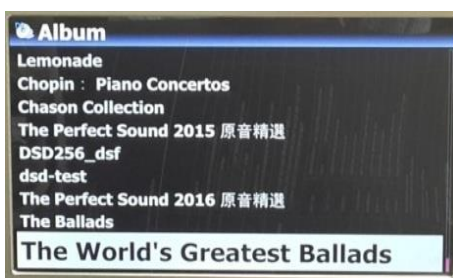 Album
Lemonade
Chopin : Piano Concertos
Chason Collection
The Perfect Sound 2015 原音精選
DSD256_dsf
dsd-test
The Perfect Sound 2016 原音精選
The Ballads
The World's Greatest Ballads